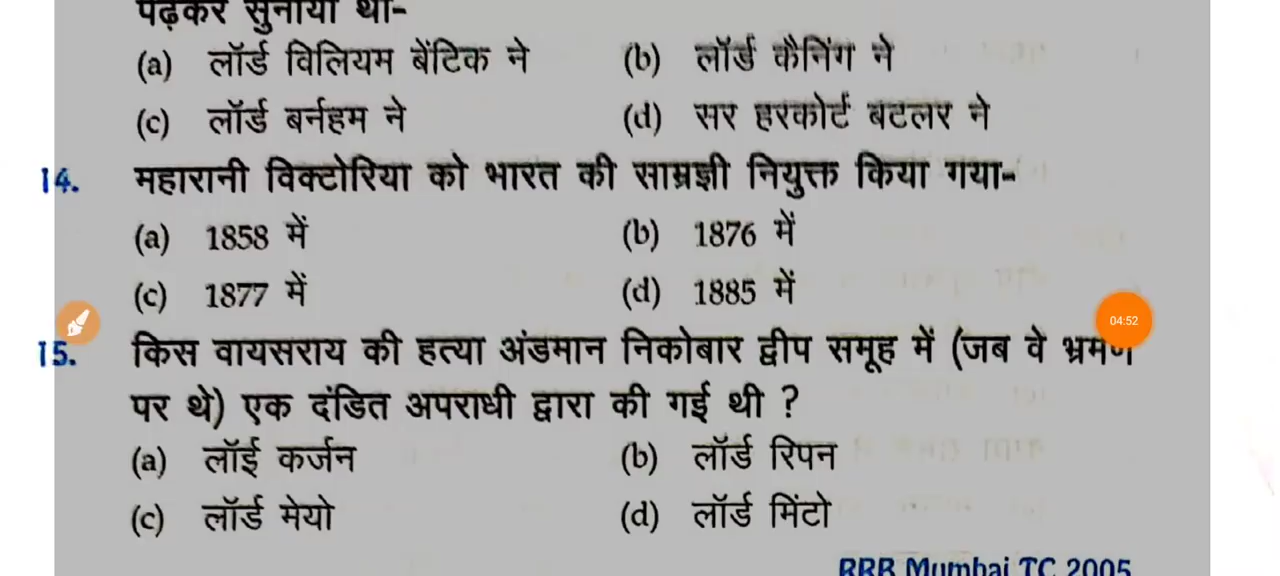 पढ़कर सुनाया था-
(a) लॉर्ड विलियम बेंटिक ने (b) लॉर्ड कैनिंग ने
(c) लॉर्ड बर्नहम ने (d) सर हरकोर्ट बटलर ने
14. महारानी विक्टोरिया को भारत की साम्रज्ञी नियुक्त किया गया-
(a) 1858 में (b) 1876 में
(c) 1877 में (d) 1885 में
04:52
15. किस वायसराय की हत्या अंडमान निकोबार द्वीप समूह में (जब वे भ्रमण
पर थे) एक दंडित अपराधी द्वारा की गई थी ?
(a) लॉर्ड कर्जन (b) लॉर्ड रिपन
(c) लॉर्ड मेयो (d) लॉर्ड मिंटो
RRB Mumbai TC 2005